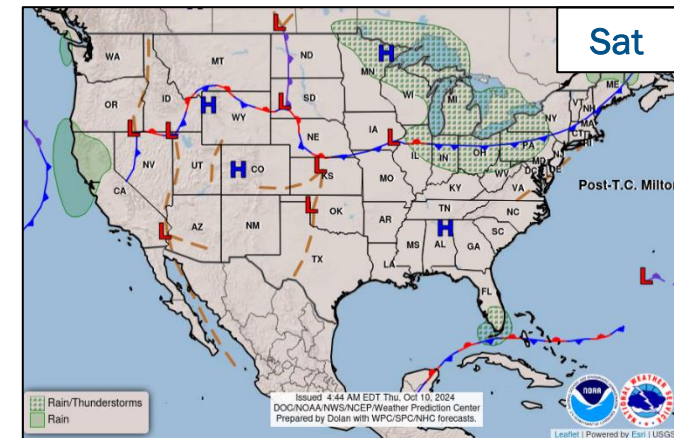 Sat
WA
MT
ND
MN
OR
ID
SD
WI
MI
ME
VT
NH
NY
MA
CT
RI
WY
IA
NE
PA
NV
UT
CO
IL
IN
OH
MD
DE
WV
VA
CA
KS
MO
KY
Post-T.C. Milton
NC
TN
AZ
NM
OK
AR
SC
MS
AL
GA
TX
LA
FL
H
H
H
H
L
L
L
L
L
L
L
L
L
L
Rain/Thunderstorms
Rain
Issued 4:44 AM EDT Thu, Oct 10, 2024
DOC/NOAA/NWS/NCEP/Weather Prediction Center
Prepared by Dolan with WPC/SPC/NHC forecasts.
NOAA
NATIONAL WEATHER SERVICE
Leaflet | Powered by Esri | USGS